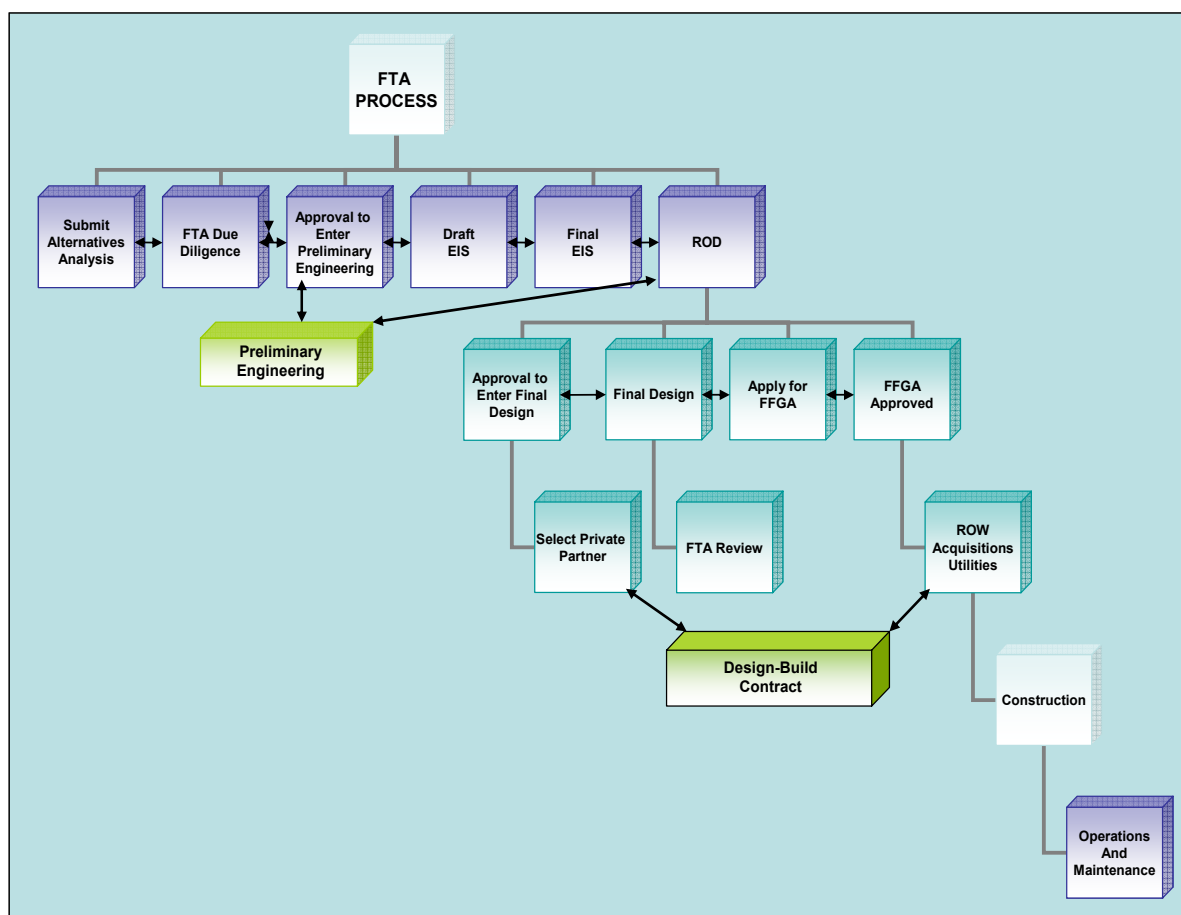 FTA
PROCESS
Submit
Alternatives
Analysis
FTA Due
Diligence
Approval to
Enter
Preliminary
Engineering
Draft
EIS
Final
EIS
ROD
Preliminary
Engineering
Approval to
Enter Final
Design
Final Design
Apply for
FFGA
FFGA
Approved
Select Private
Partner
FTA Review
ROW
Acquisitions
Utilities
Design-Build
Contract
Construction
Operations
And
Maintenance